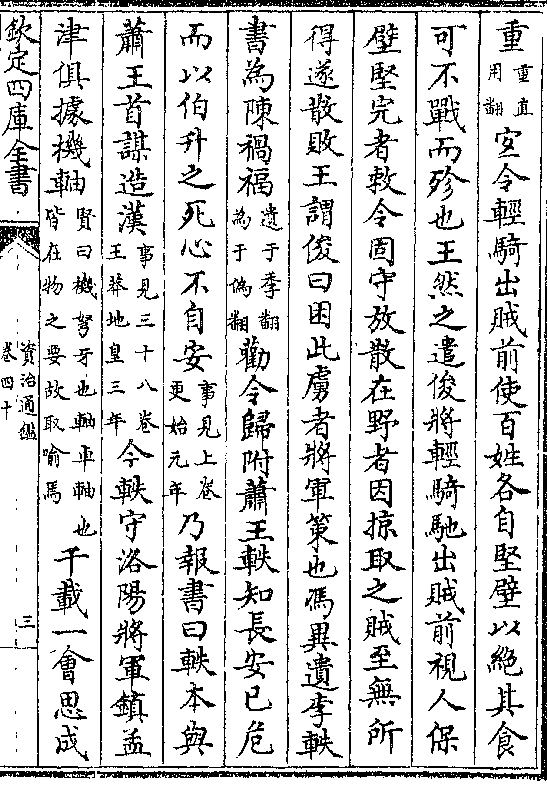 重重直用翻宜令輕騎出賊前使百姓各自堅壁以絶其食
可不戰而殄也王然之遣俊將輕騎馳出賊前視人保
壁堅完者敕令固守放散在野者因掠取之賊至無所
得遂散敗王謂俊曰困此虜者將軍策也馮異遺李軼
書為陳禍福遺于季翻為于偽翻勸令歸附蕭王軼知長安已危
而以伯升之死心不自安事見上卷更始元年乃報書曰軼本與
蕭王首謀造漢事見三十八卷王莽地皇三年今軼守洛陽將軍鎮孟
津俱據機軸賢曰機弩牙也軸車軸也皆在物之要故取喻焉千載一會思成
欽定四庫全書
資治通鑑
卷四十
三